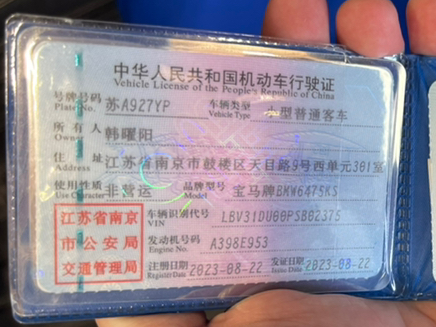 中华人民共和国机动车行驶证
Vehicle License of the People's Republic of China
号牌号码 苏A927YP 车辆类型 型普通客车
Plate No. Vehicle Type
所有人 韩曜阳
Owner
住址 江苏省南京市鼓楼区天目路9号西单元301室
Address
使用性质 非营运 品牌型号 宝马牌BMW6475KS
Use Character Model
江苏省南京
市公安局
交通管理局
车辆识别代号 LBV31DU00PSB02375
VIN
发动机号码 A398E953
Engine No.
注册日期 2023-08-22 发证日期 2023-08-22
Register Date Issue Date